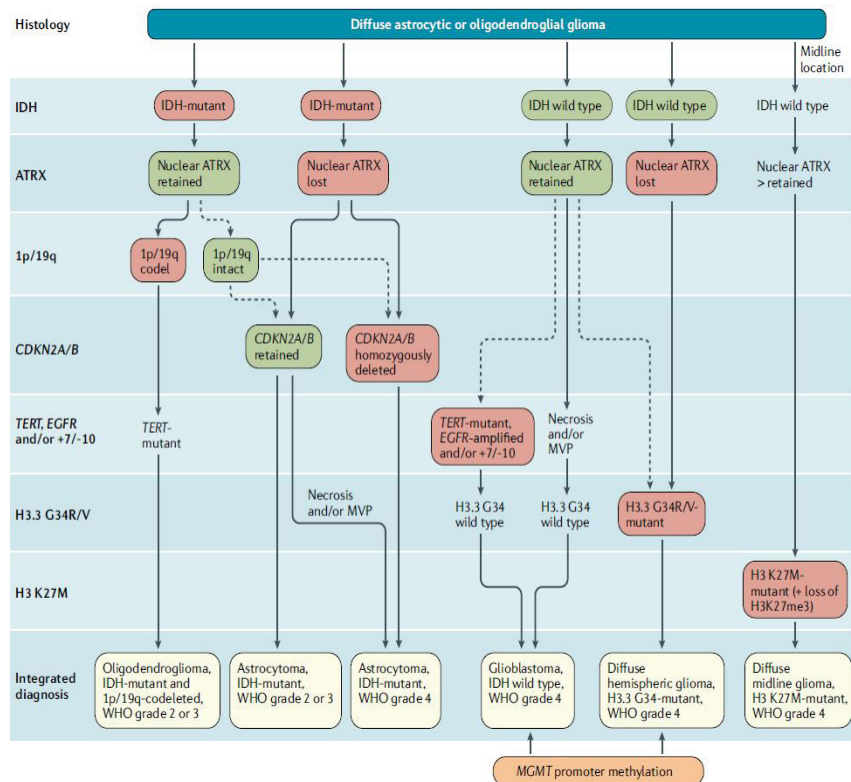 Histology
Diffuse astrocytic or oligodendroglial glioma
Midline
location
IDH
IDH-mutant
IDH-mutant
IDH wild type
IDH wild type
IDH wild type
ATRX
Nuclear ATRX
retained
Nuclear ATRX
lost
Nuclear ATRX
retained
Nuclear ATRX
lost
Nuclear ATRX
> retained
1p/19q
1p/19q
codel
1p/19q
intact
CDKN2A/B
CDKN2A/B
retained
CDKN2A/B
homozygously
deleted
TERT, EGFR
and/or +7/-10
TERT-
mutant
TERT-mutant,
EGFR-amplified
and/or +7/-10
Necrosis
and/or
MVP
H3.3 G34R/V
Necrosis
and/or MVP
H3.3 G34
wild type
H3.3 G34
wild type
H3.3 G34R/V-
mutant
H3 K27M
H3 K27M-
mutant (+ loss of
H3K27me3)
Integrated
diagnosis
Oligodendroglioma,
IDH-mutant and
1p/19q-codeleted,
WHO grade 2 or 3
Astrocytoma,
IDH-mutant,
WHO grade 2 or 3
Astrocytoma,
IDH-mutant,
WHO grade 4
Glioblastoma,
IDH wild type,
WHO grade 4
Diffuse
hemispheric glioma,
H3.3 G34-mutant,
WHO grade 4
Diffuse
midline glioma,
H3 K27M-mutant,
WHO grade 4
MGMT promoter methylation